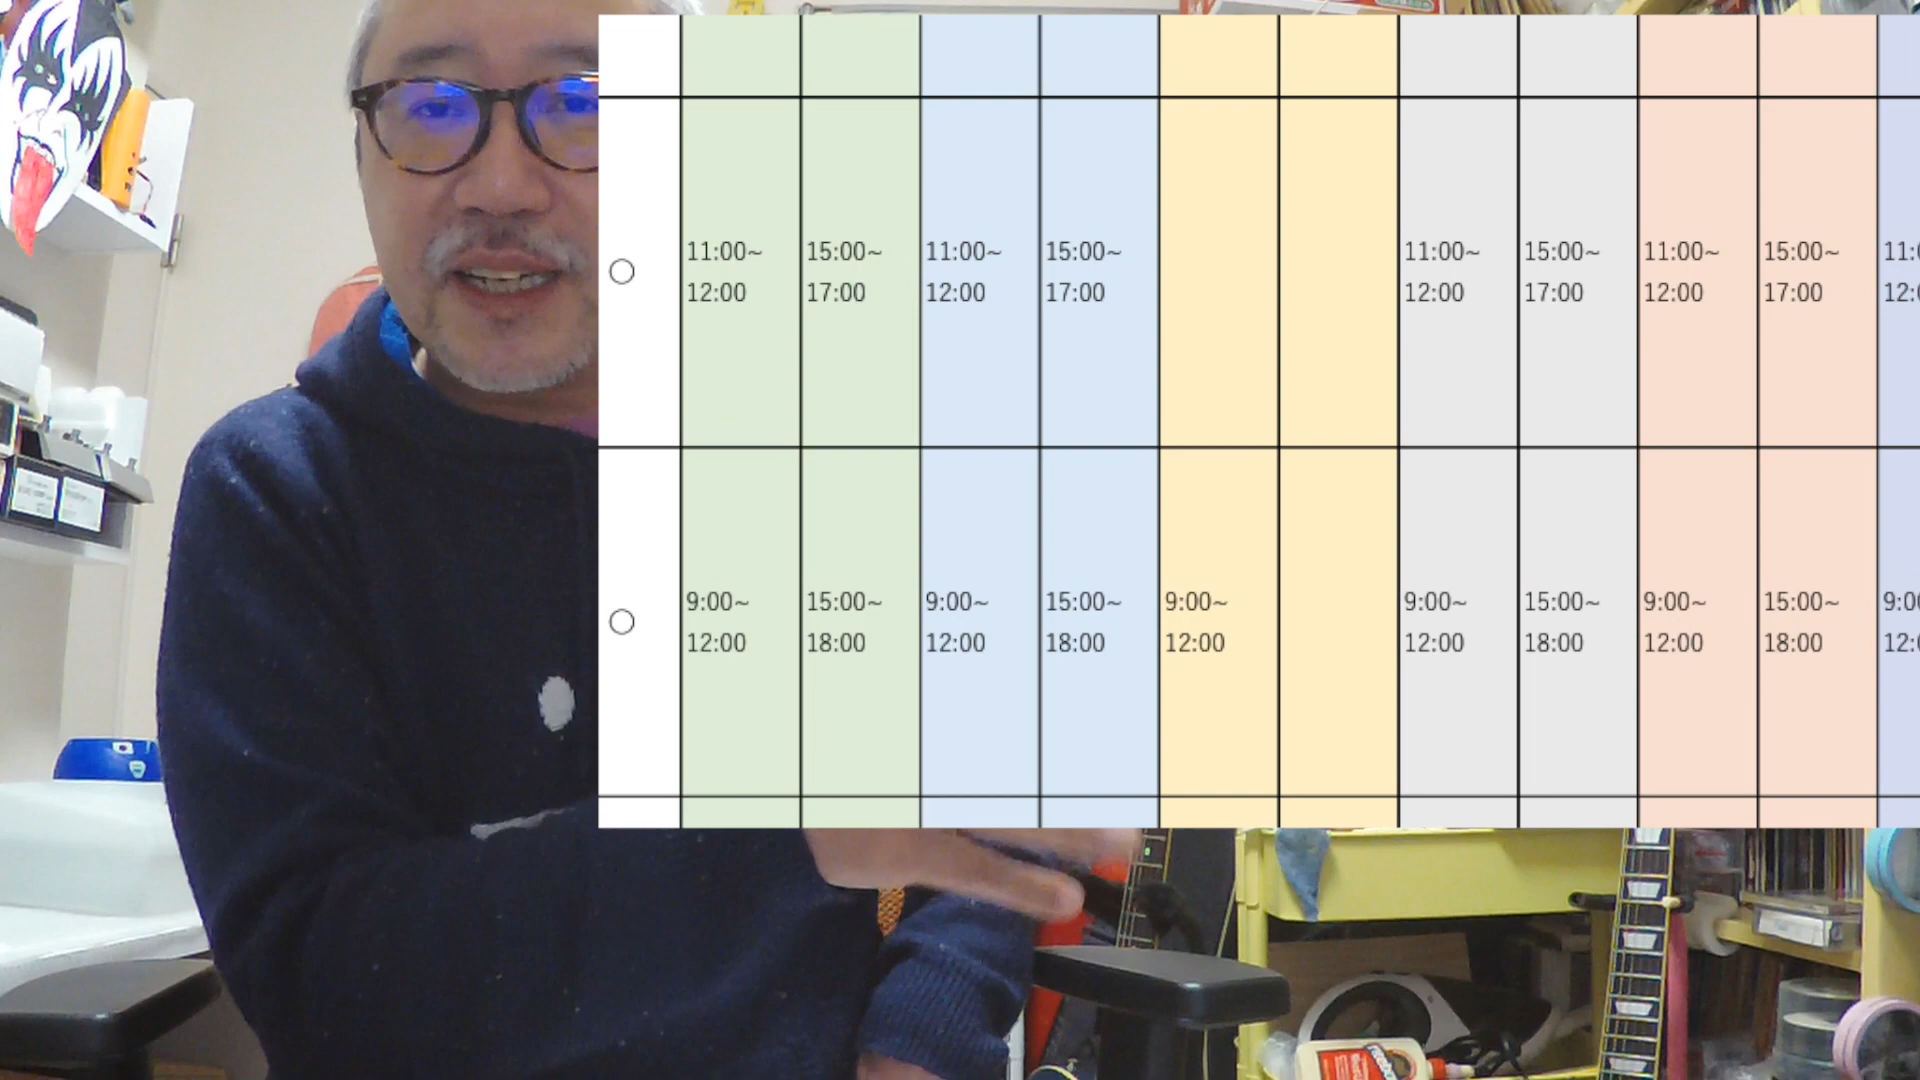 ○ 11:00~ 15:00~ 11:00~ 15:00~ 11:00~ 15:00~ 11:00~ 15:00~
12:00 17:00 12:00 17:00 12:00 17:00 12:00 17:00
○ 9:00~ 15:00~ 9:00~ 15:00~ 9:00~ 9:00~ 15:00~ 9:00~ 15:00~
12:00 18:00 12:00 18:00 12:00 12:00 18:00 12:00 18:00